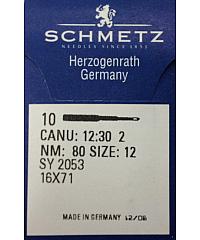 SCHMETZ
NEEDLES SINCE 1851
Herzogenrath
Germany
10
CANU: 12:30 2
NM: 80 SIZE: 12
SY 2053
16X71
MADE IN GERMANY 12/06